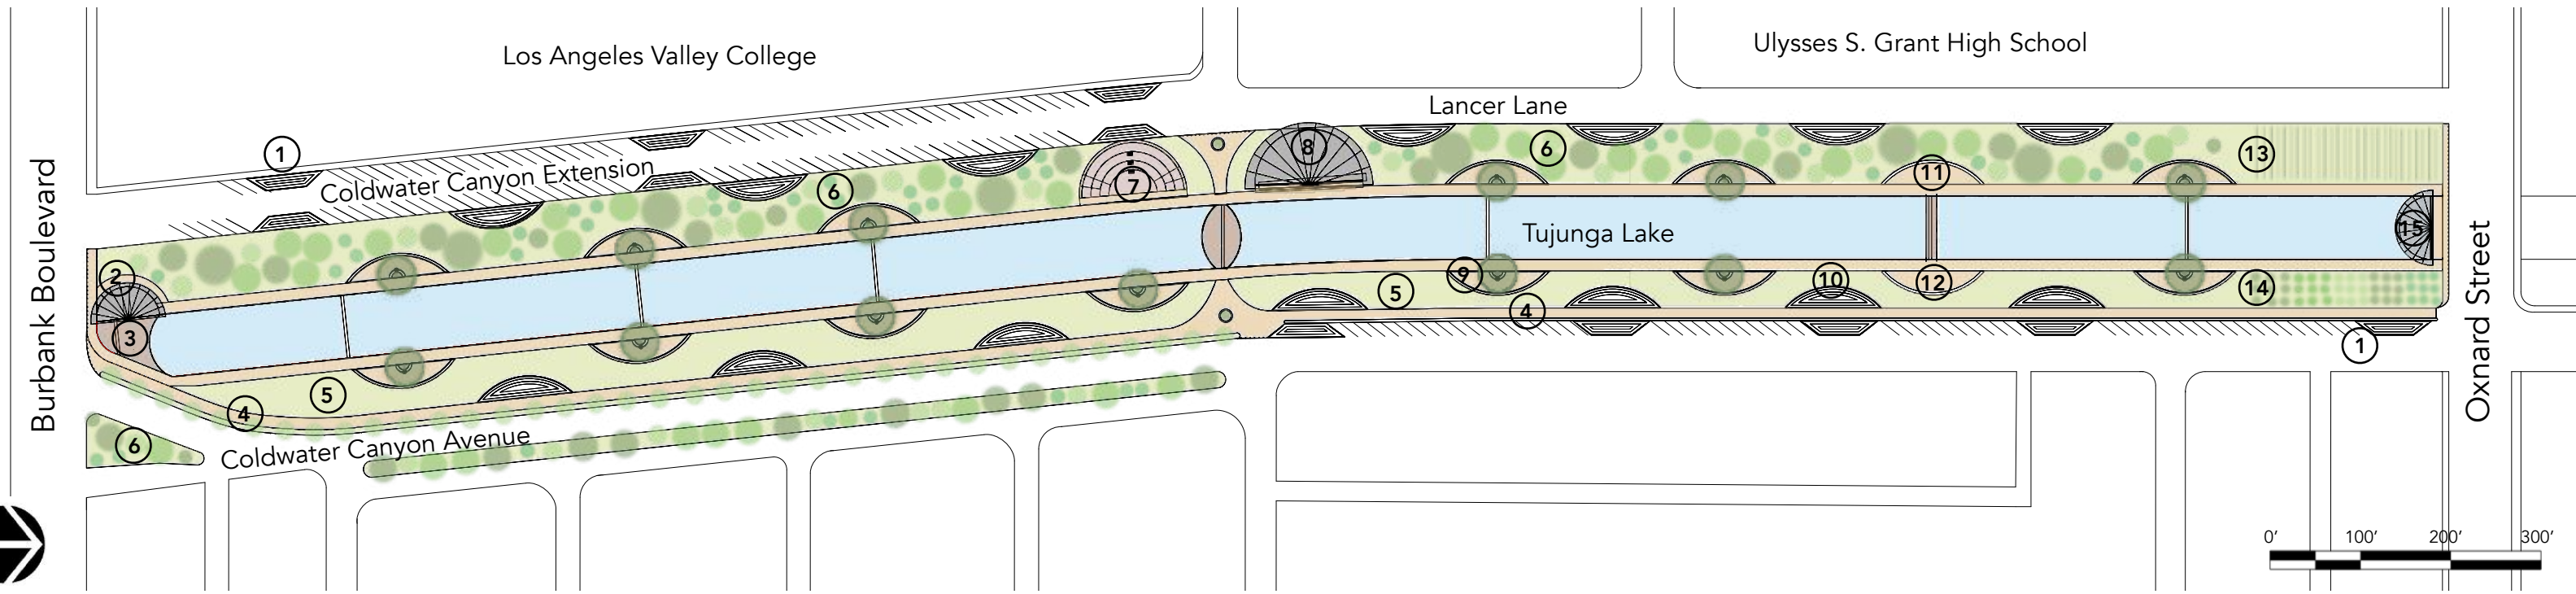 Los Angeles Valley College
Ulysses S. Grant High School
Lancer Lane
1
Coldwater Canyon Extension
6
7
8
6
13
11
Burbank Boulevard
2
3
Tujunga Lake
15
9
10
12
14
5
4
1
Oxnard Street
5
4
6
Coldwater Canyon Avenue
0’ 100’ 200’ 300’